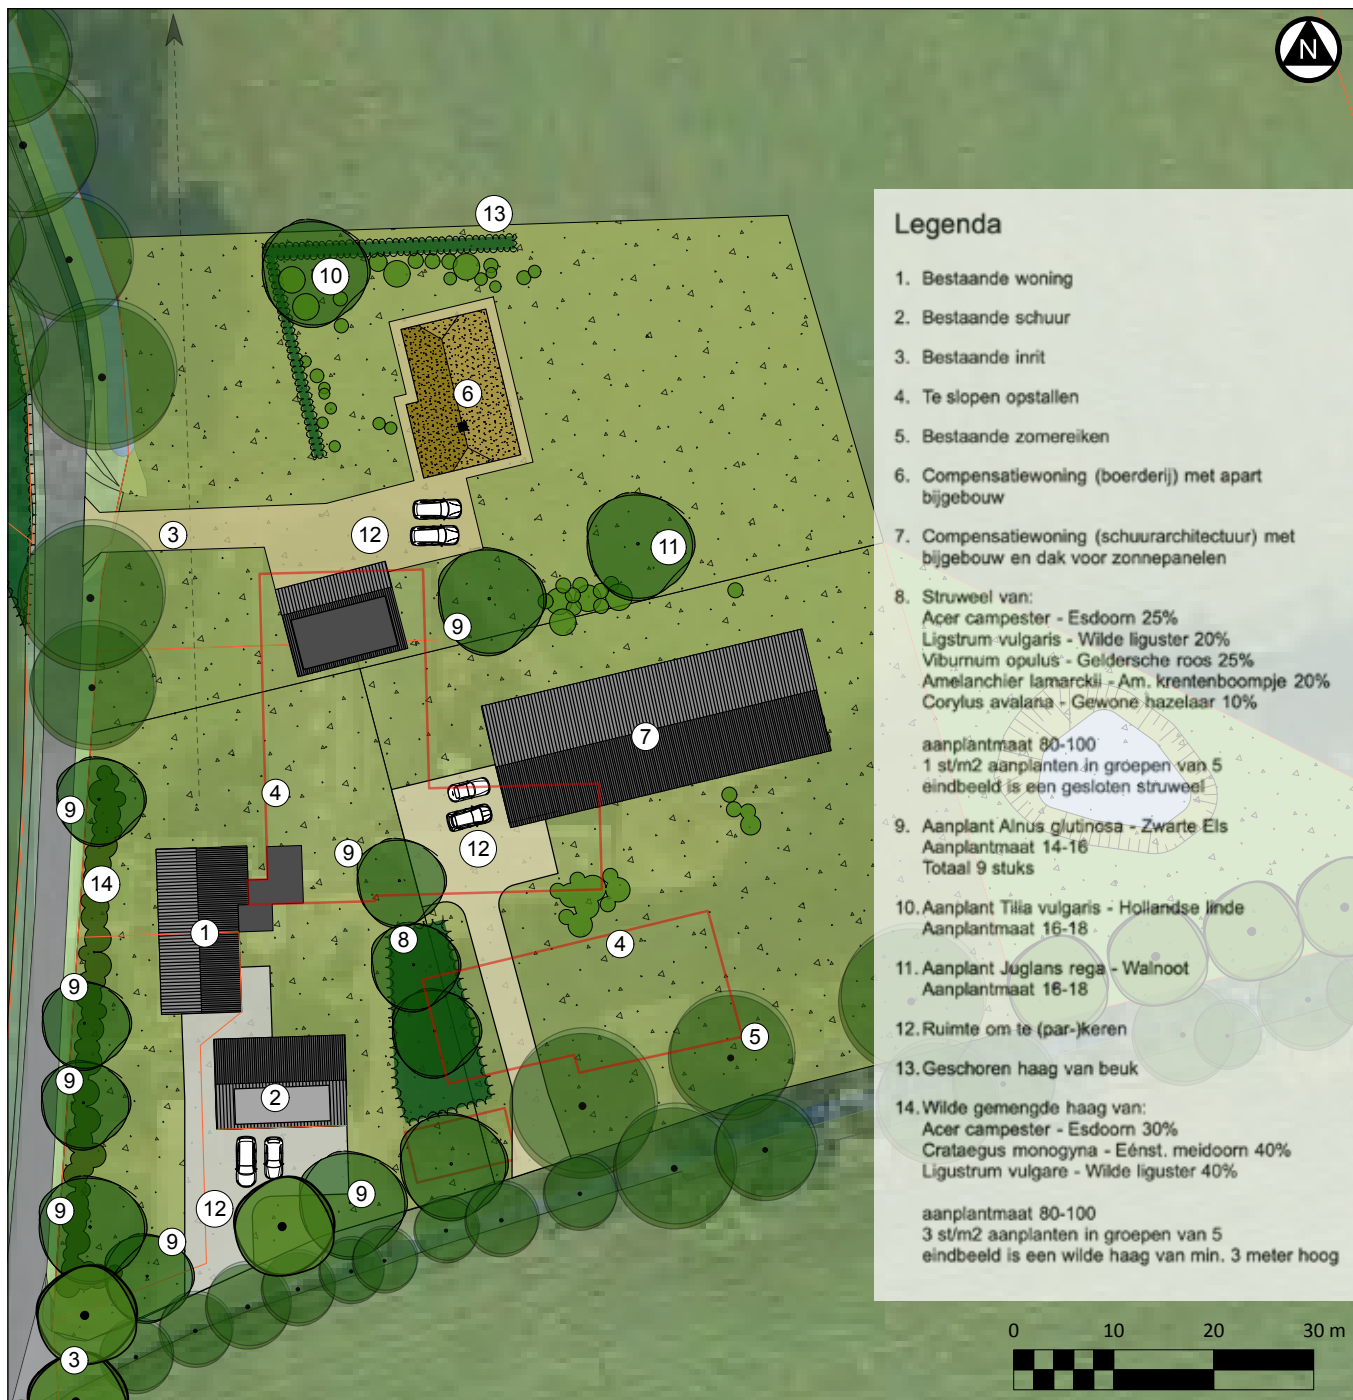 N
13
10
6
3
12
11
9
7
4
9
12
9
14
8
1
4
9
5
9
2
9
12
9
9
3
Legenda
1. Bestaande woning
2. Bestaande schuur
3. Bestaande inrit
4. Te slopen opstallen
5. Bestaande zomereiken
6. Compensatiewoning (boerderij) met apart
bijgebouw
7. Compensatiewoning (schuurarchitectuur) met
bijgebouw en dak voor zonnepanelen
8. Struweel van:
Acer campester - Esdoorn 25%
Ligstrum vulgaris - Wilde liguster 20%
Viburnum opulus - Geldersche roos 25%
Amelanchier lamarckii - Am. krentenboompje 20%
Corylus avalana - Gewone hazelaar 10%
aanplantmaat 80-100
1 st/m2 aanplanten in groepen van 5
eindbeeld is een gesloten struweel
9. Aanplant Alnus glutinosa - Zwarte Els
Aanplantmaat 14-16
Totaal 9 stuks
10. Aanplant Tilia vulgaris - Hollandse linde
Aanplantmaat 16-18
11. Aanplant Juglans rega - Walnoot
Aanplantmaat 16-18
12. Ruimte om te (par-)keren
13. Geschoren haag van beuk
14. Wilde gemengde haag van:
Acer campester - Esdoorn 30%
Crataegus monogyna - Eénst. meidoorn 40%
Ligustrum vulgare - Wilde liguster 40%
aanplantmaat 80-100
3 st/m2 aanplanten in groepen van 5
eindbeeld is een wilde haag van min. 3 meter hoog
0 10 20 30 m